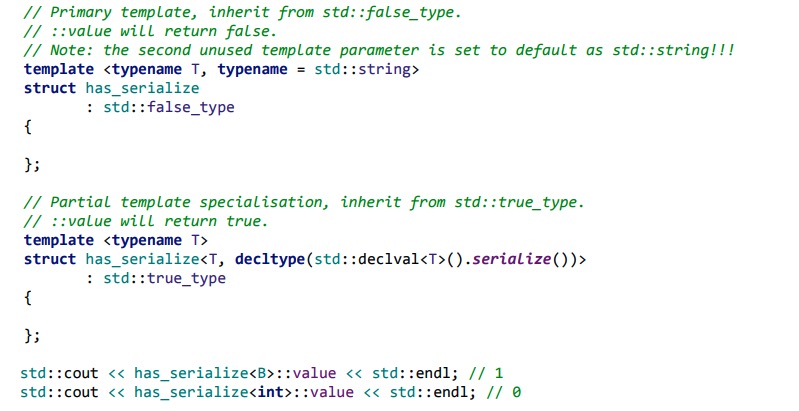 // Primary template, inherit from std::false_type.
// ::value will return false.
// Note: the second unused template parameter is set to default as std::string!!!
template <typename T, typename = std::string>
struct has_serialize
        : std::false_type
{

};

// Partial template specialisation, inherit from std::true_type.
// ::value will return true.
template <typename T>
struct has_serialize<T, decltype(std::declval<T>().serialize())>
        : std::true_type
{

};

std::cout << has_serialize<B>::value << std::endl; // 1
std::cout << has_serialize<int>::value << std::endl; // 0